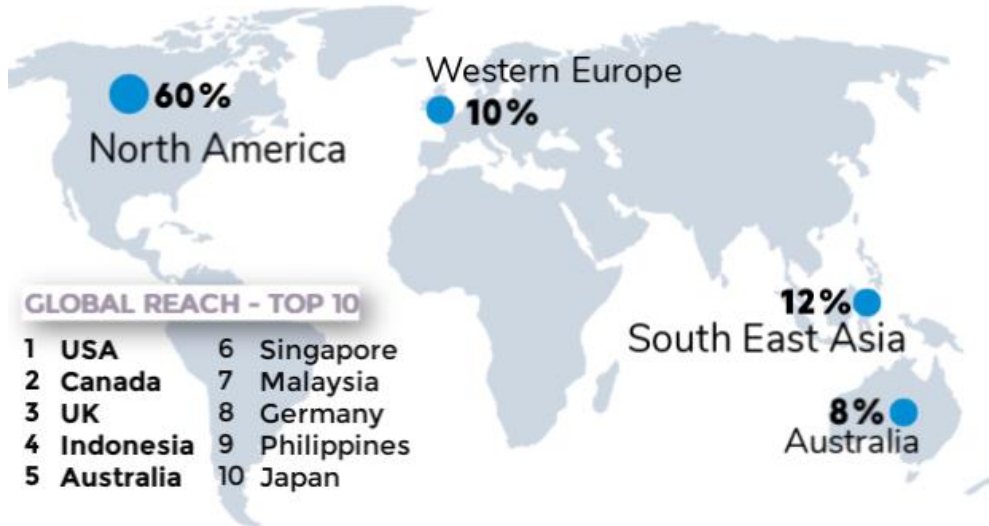 60%
North America
Western Europe
10%
12%
South East Asia
8%
Australia
GLOBAL REACH - TOP 10
1 USA
2 Canada
3 UK
4 Indonesia
5 Australia
6 Singapore
7 Malaysia
8 Germany
9 Philippines
10 Japan